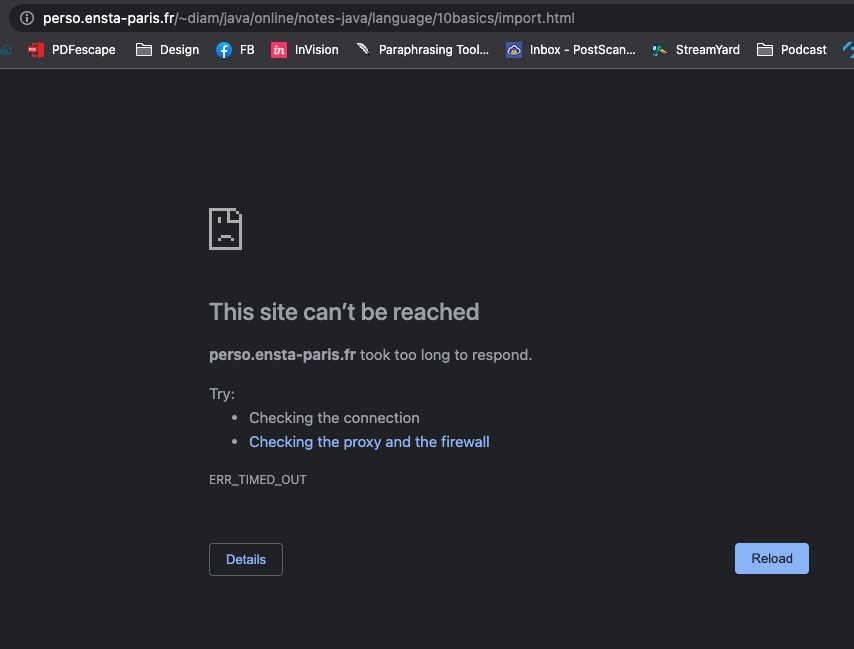 perso.ensta-paris.fr/~diam/java/online/notes-java/language/10basics/import.html
PDF PDFescape Design FB in InVision Paraphrasing Tool... Inbox - PostScan... StreamYard Podcast
This site can't be reached
perso.ensta-paris.fr took too long to respond.
Try:
• Checking the connection
• Checking the proxy and the firewall
ERR_TIMED_OUT
Details Reload